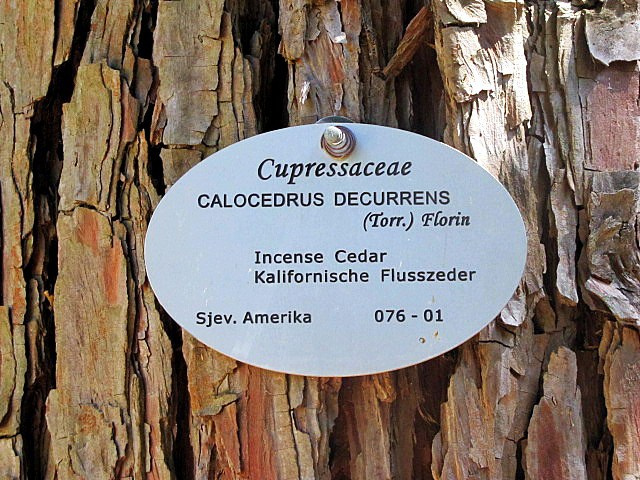 Cupressaceae
CALOCEDRUS DECURRENS
(Torr.) Florin
Incense Cedar
Kalifornische Flusszeder
Sjev. Amerika 076 - 01